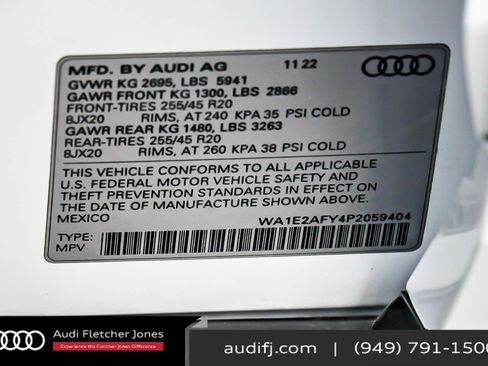 MFD. BY AUDI AG 11 22
GVWR KG 2695, LBS 5941
GAWR FRONT KG 1300, LBS 2866
FRONT-TIRES 255/45 R20
8JX20 RIMS, AT 240 KPA 35 PSI COLD
GAWR REAR KG 1480, LBS 3263
REAR-TIRES 255/45 R20
8JX20 RIMS, AT 260 KPA 38 PSI COLD
THIS VEHICLE CONFORMS TO ALL APPLICABLE
U.S. FEDERAL MOTOR VEHICLE SAFETY AND
THEFT PREVENTION STANDARDS IN EFFECT ON
THE DATE OF MANUFACTURE SHOWN ABOVE.
MEXICO WA1E2AFY4P2059404
TYPE:
MPV
Audi Fletcher Jones
Experience the Fletcher Jones Difference.
audifj.com (949) 791-1500